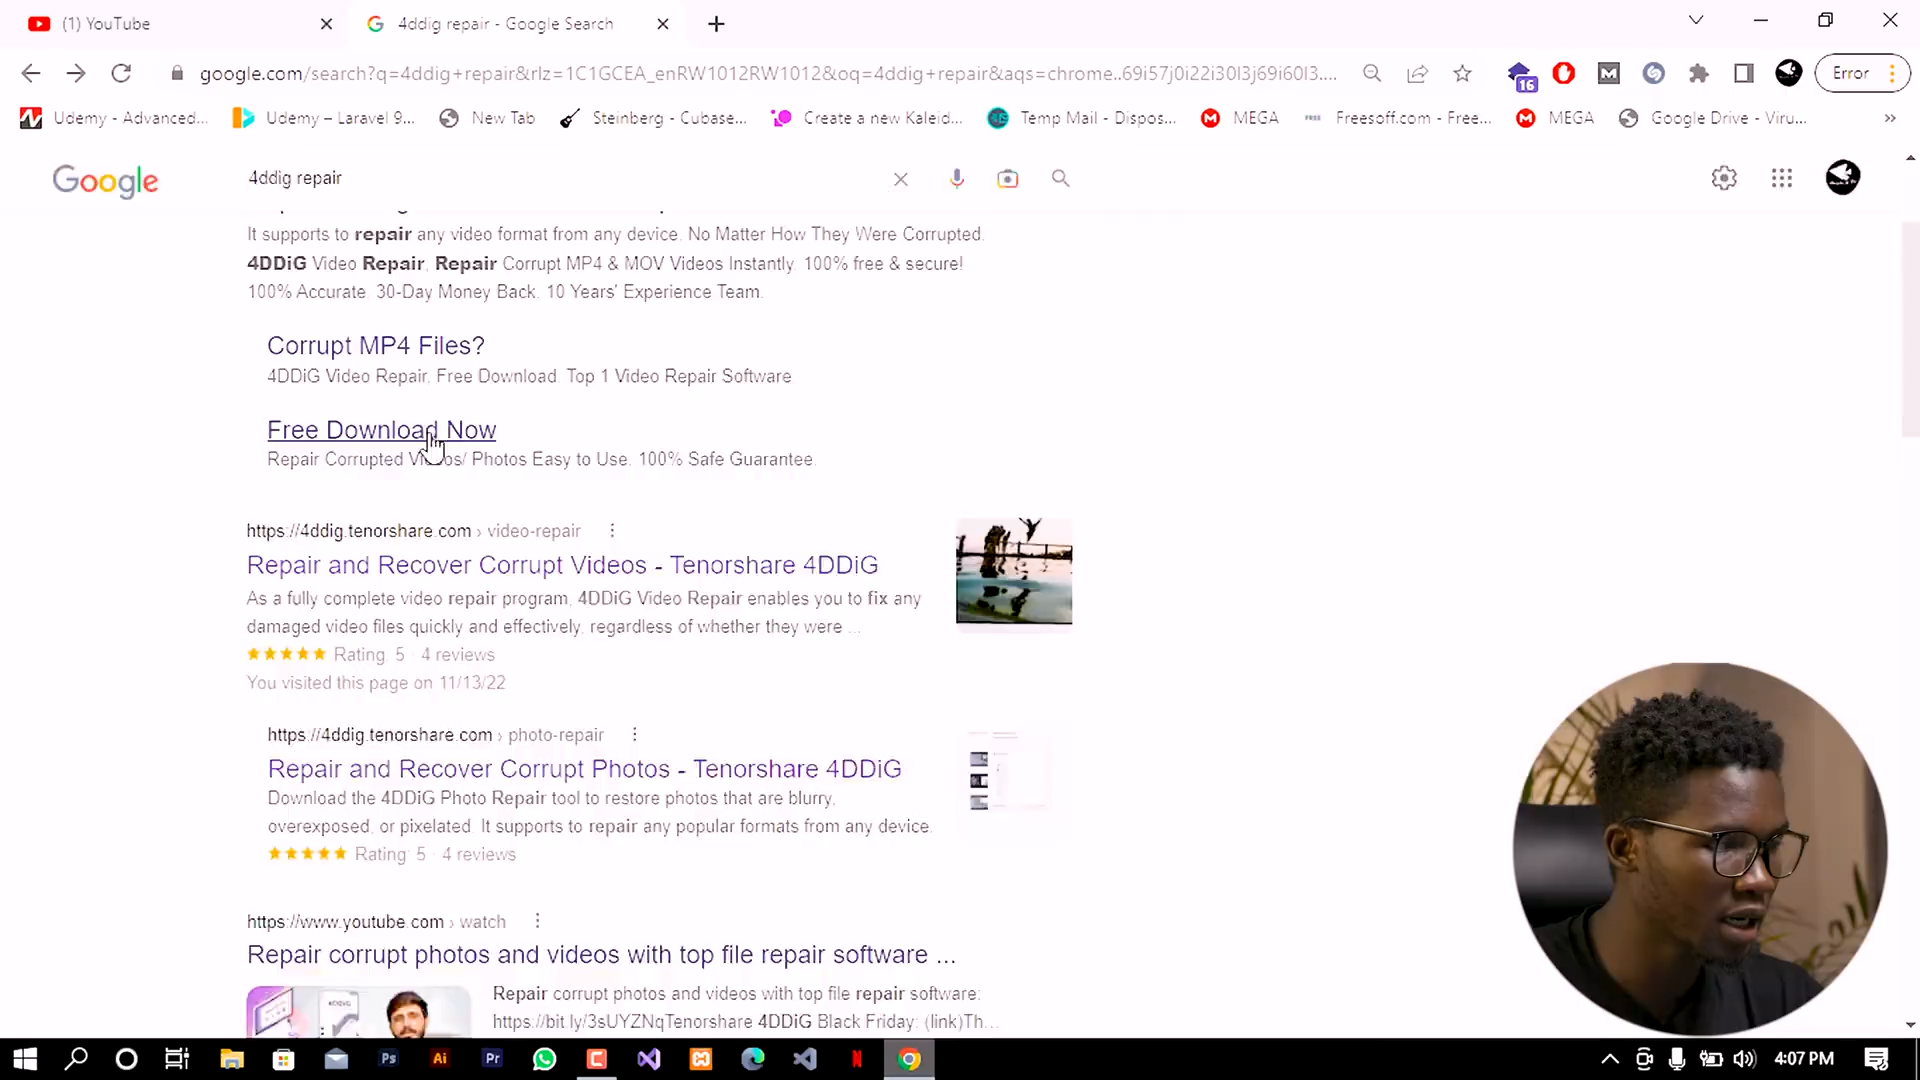 (1) YouTube
4ddig repair - Google Search
google.com/search?q=4ddig+repair&rlz=1C1GCEA_enRW1012RW1012&oq=4ddig+repair&aqs=chrome..69i57j0i22i30l3j69i60l3....
16
Error
Udemy - Advanced...
Udemy – Laravel 9...
New Tab
Steinberg - Cubase...
Create a new Kaleid...
Temp Mail - Dispos...
MEGA
FREE
Freesoff.com - Free...
MEGA
Google Drive - Viru...
Google
4ddig repair
It supports to repair any video format from any device. No Matter How They Were Corrupted.
4DDiG Video Repair, Repair Corrupt MP4 & MOV Videos Instantly. 100% free & secure!
100% Accurate. 30-Day Money Back. 10 Years' Experience Team.
Corrupt MP4 Files?
4DDiG Video Repair, Free Download. Top 1 Video Repair Software
Free Download Now
Repair Corrupted Videos/ Photos Easy to Use. 100% Safe Guarantee.
https://4ddig.tenorshare.com › video-repair
Repair and Recover Corrupt Videos - Tenorshare 4DDiG
As a fully complete video repair program, 4DDiG Video Repair enables you to fix any
damaged video files quickly and effectively, regardless of whether they were ...
Rating: 5 · 4 reviews
You visited this page on 11/13/22
https://4ddig.tenorshare.com › photo-repair
Repair and Recover Corrupt Photos - Tenorshare 4DDiG
Download the 4DDiG Photo Repair tool to restore photos that are blurry,
overexposed, or pixelated. It supports to repair any popular formats from any device.
Rating: 5 · 4 reviews
https://www.youtube.com › watch
Repair corrupt photos and videos with top file repair software ...
Repair corrupt photos and videos with top file repair software:
https://bit.ly/3sUYZNqTenorshare 4DDiG Black Friday: (link)Th...
Ps
Ai
Pr
4:07 PM